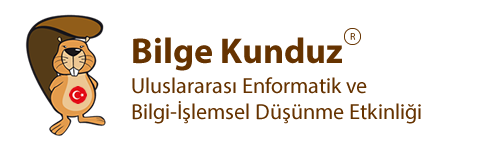 Bilge Kunduz®
Uluslararası Enformatik ve
Bilgi-İşlemsel Düşünme Etkinliği